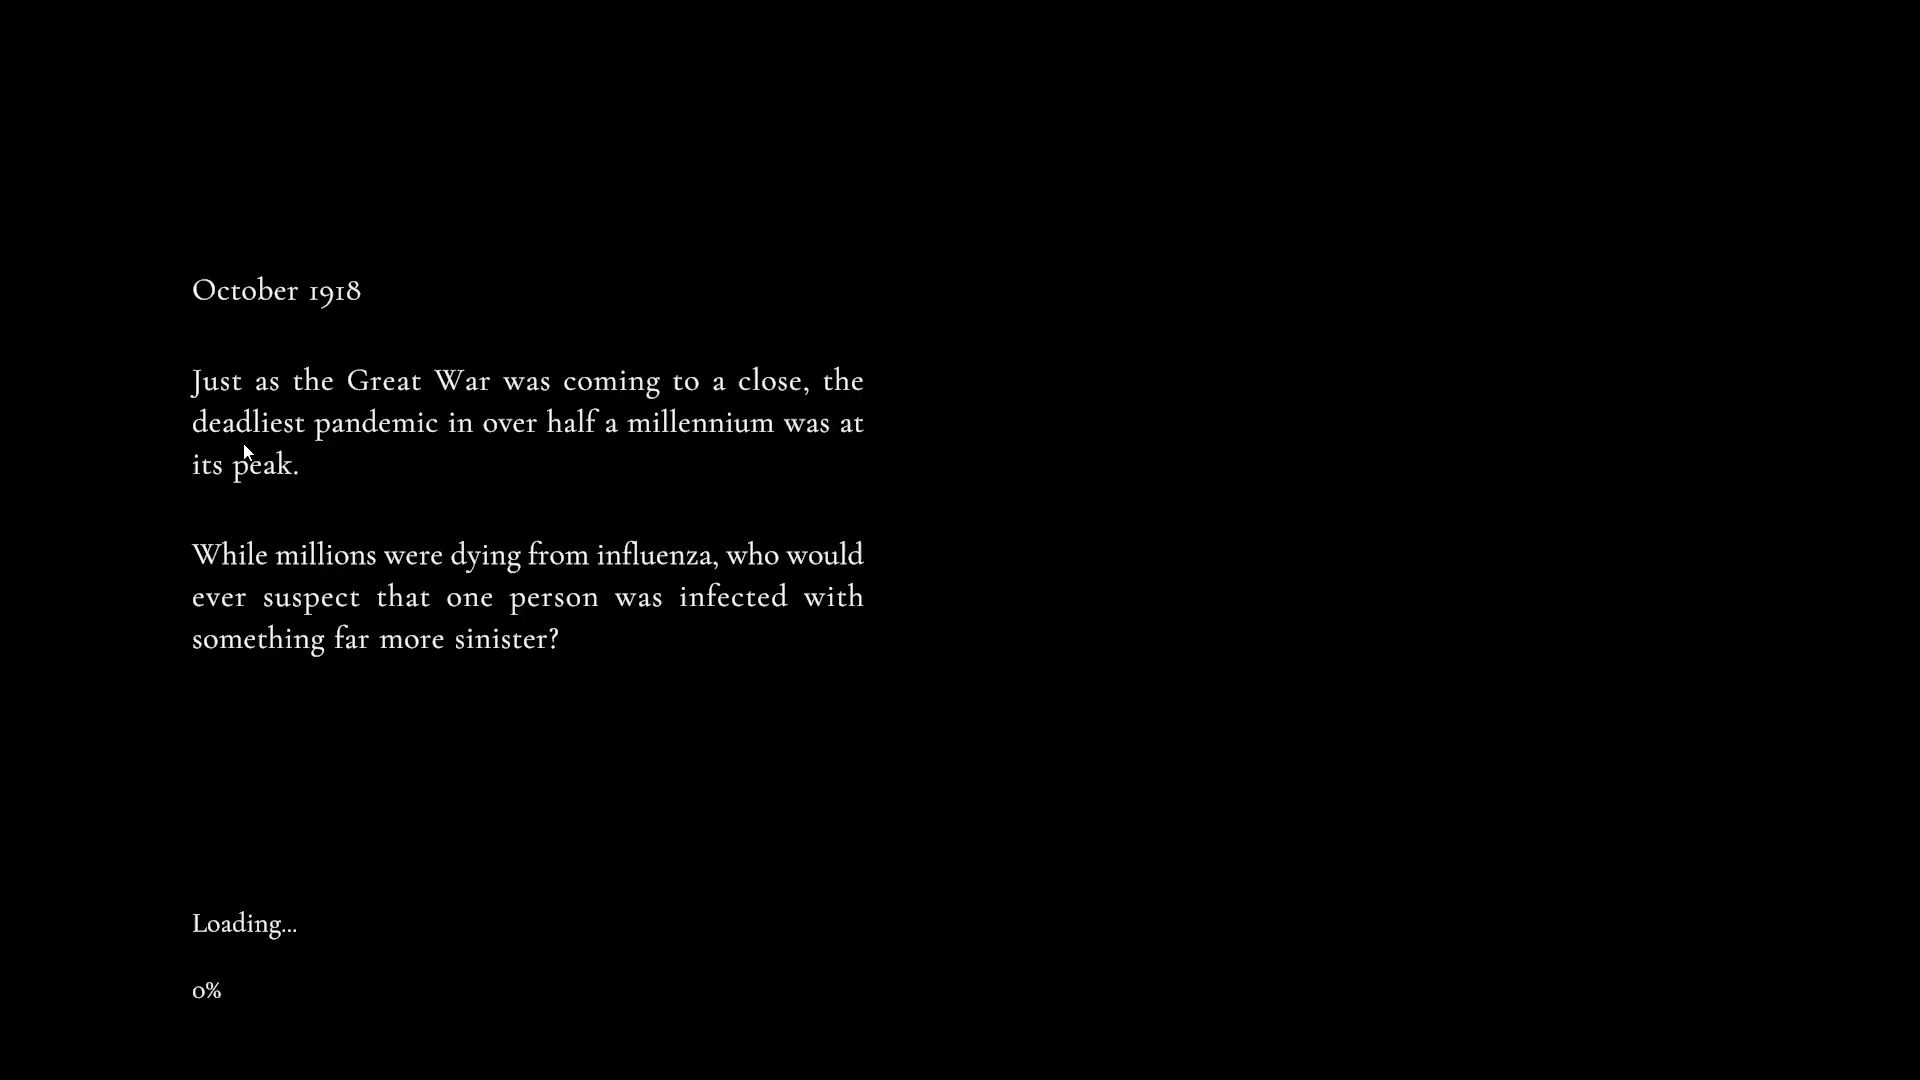 October 1918
Just as the Great War was coming to a close, the
deadliest pandemic in over half a millennium was at
its peak.
While millions were dying from influenza, who would
ever suspect that one person was infected with
something far more sinister?
Loading...
0%